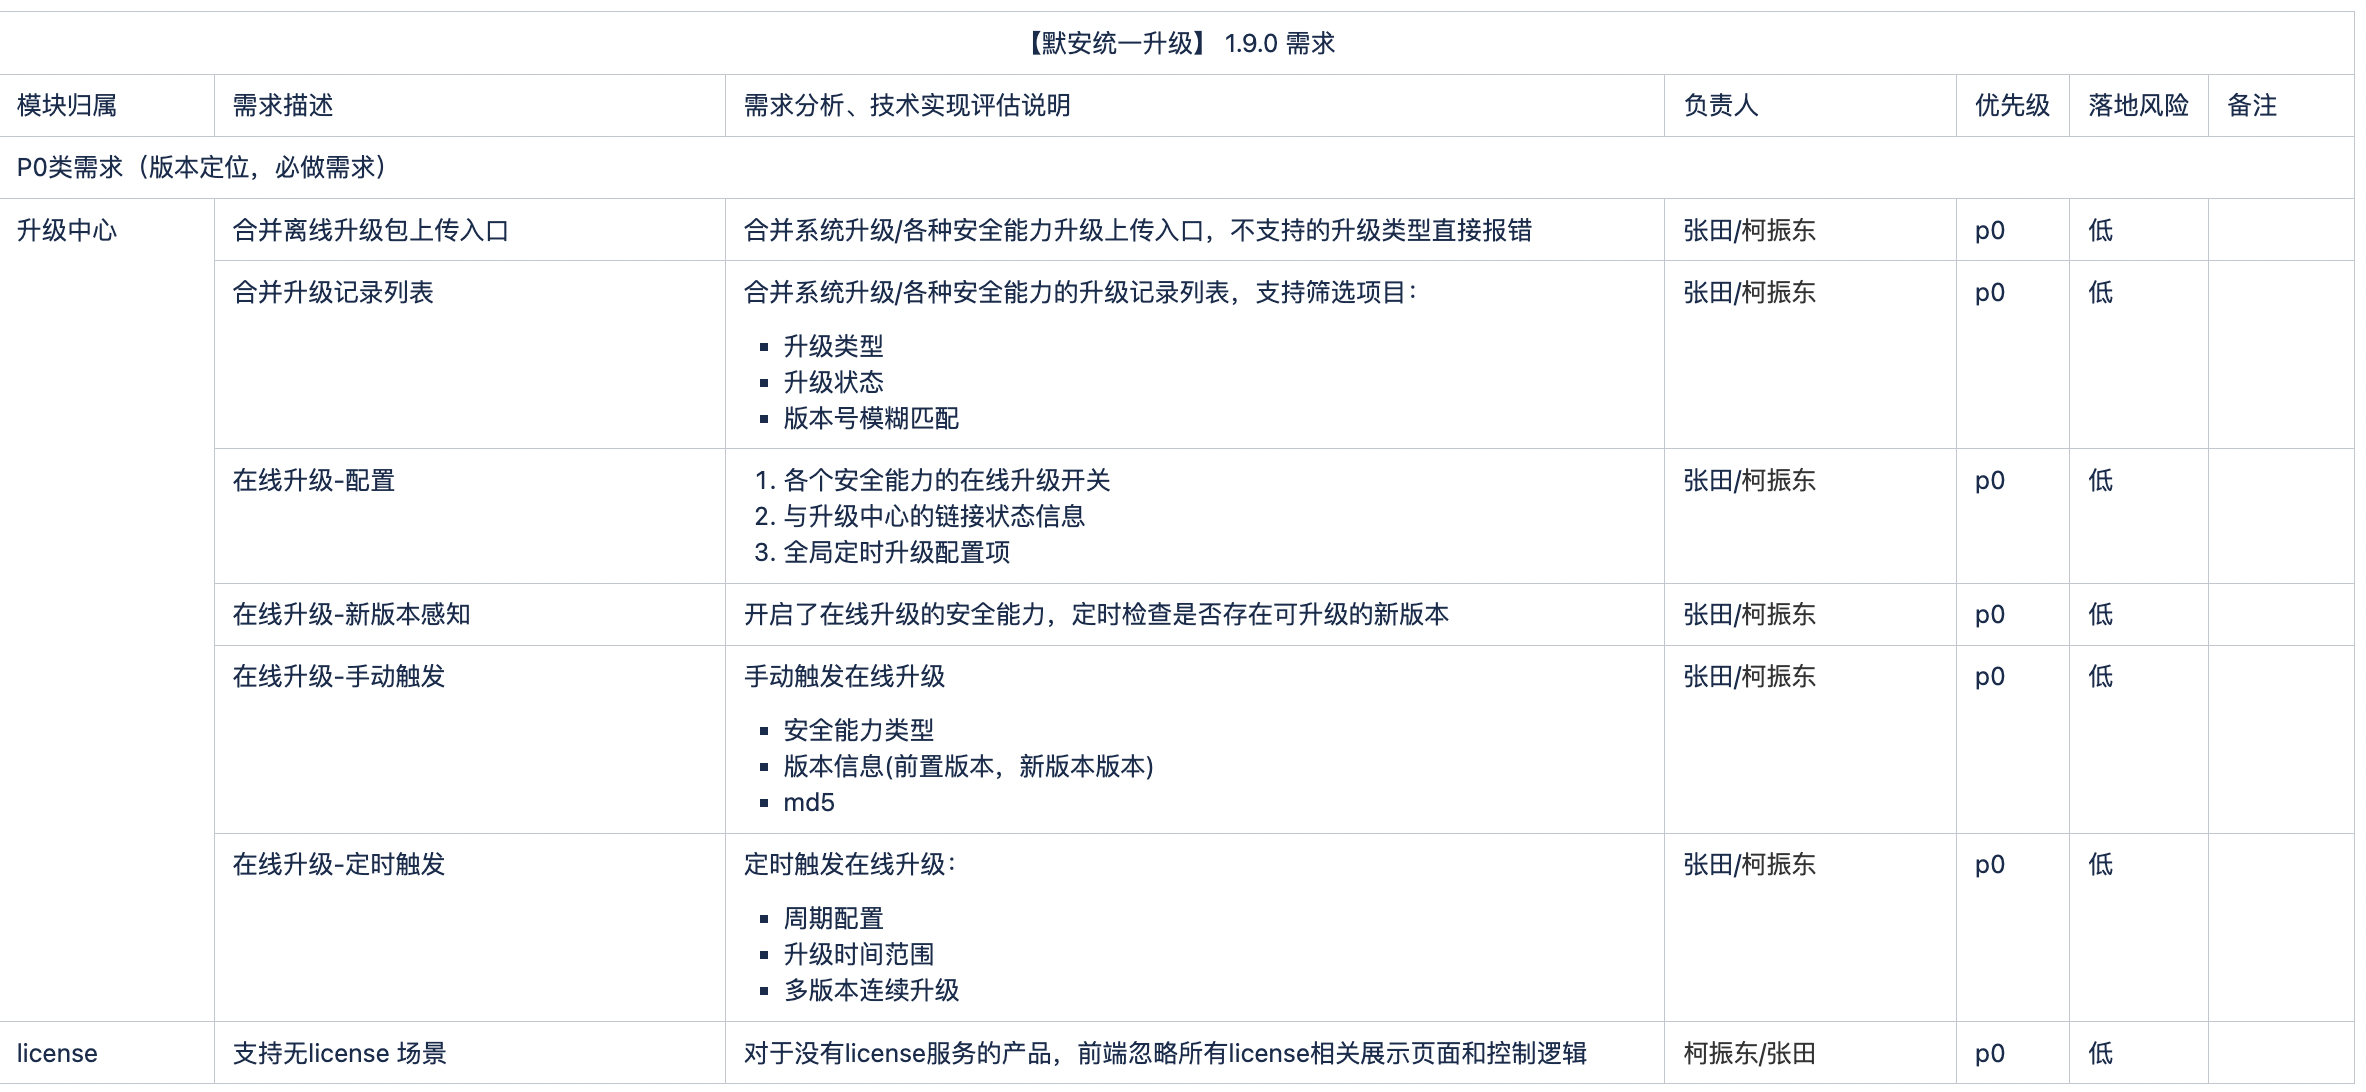 【默安统一升级】 1.9.0 需求
模块归属 需求描述 需求分析、技术实现评估说明 负责人 优先级 落地风险 备注
P0类需求（版本定位，必做需求）
升级中心 合并离线升级包上传入口 合并系统升级/各种安全能力升级上传入口，不支持的升级类型直接报错 张田/柯振东 p0 低
合并升级记录列表 合并系统升级/各种安全能力的升级记录列表，支持筛选项目： 张田/柯振东 p0 低
▪ 升级类型
▪ 升级状态
▪ 版本号模糊匹配
在线升级-配置 1. 各个安全能力的在线升级开关 张田/柯振东 p0 低
2. 与升级中心的链接状态信息
3. 全局定时升级配置项
在线升级-新版本感知 开启了在线升级的安全能力，定时检查是否存在可升级的新版本 张田/柯振东 p0 低
在线升级-手动触发 手动触发在线升级 张田/柯振东 p0 低
▪ 安全能力类型
▪ 版本信息(前置版本，新版本版本)
▪ md5
在线升级-定时触发 定时触发在线升级： 张田/柯振东 p0 低
▪ 周期配置
▪ 升级时间范围
▪ 多版本连续升级
license 支持无license 场景 对于没有license服务的产品，前端忽略所有license相关展示页面和控制逻辑 柯振东/张田 p0 低